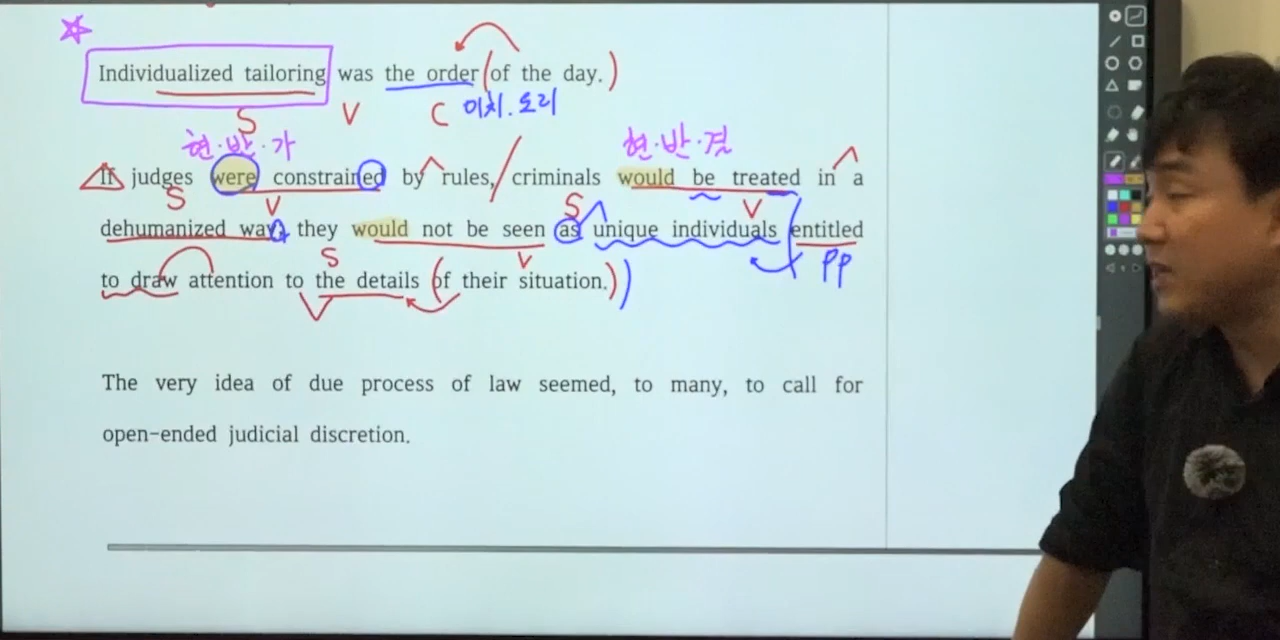 Individualized tailoring was the order (of the day.)
S V C 이치.도리
현.반.가 현.반.결
If judges were constrained by rules, / criminals would be treated in a
S V S V
dehumanized way; they would not be seen as unique individuals (entitled
S V PP
to draw attention to the details (of their situation.))
The very idea of due process of law seemed, to many, to call for
open-ended judicial discretion.